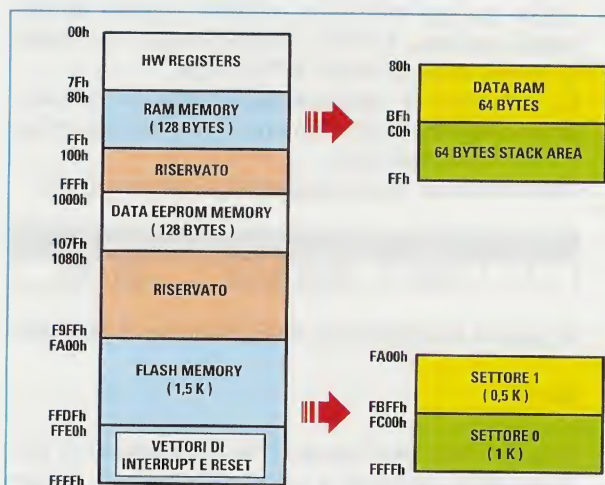 00h
HW REGISTERS
7Fh
80h
RAM MEMORY
( 128 BYTES )
FFh
100h
RISERVATO
FFFh
1000h
DATA EEPROM MEMORY
( 128 BYTES )
107Fh
1080h
RISERVATO
F9FFh
FA00h
FLASH MEMORY
( 1,5 K )
FFDFh
FFE0h
VETTORI DI
INTERRUPT E RESET
FFFFh
80h
DATA RAM
64 BYTES
BFh
C0h
64 BYTES STACK AREA
FFh
FA00h
SETTORE 1
( 0,5 K )
FBFFh
FC00h
SETTORE 0
( 1 K )
FFFFh